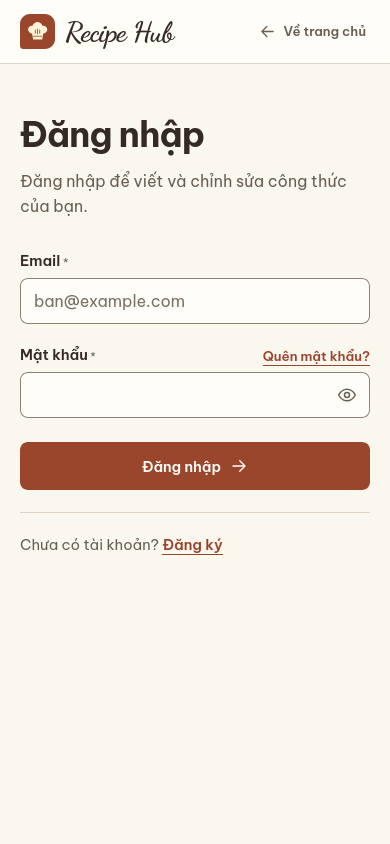 Recipe Hub
Về trang chủ
Đăng nhập
Đăng nhập để viết và chỉnh sửa công thức
của bạn.
Email *
ban@example.com
Mật khẩu *
Quên mật khẩu?
Đăng nhập
Chưa có tài khoản? Đăng ký